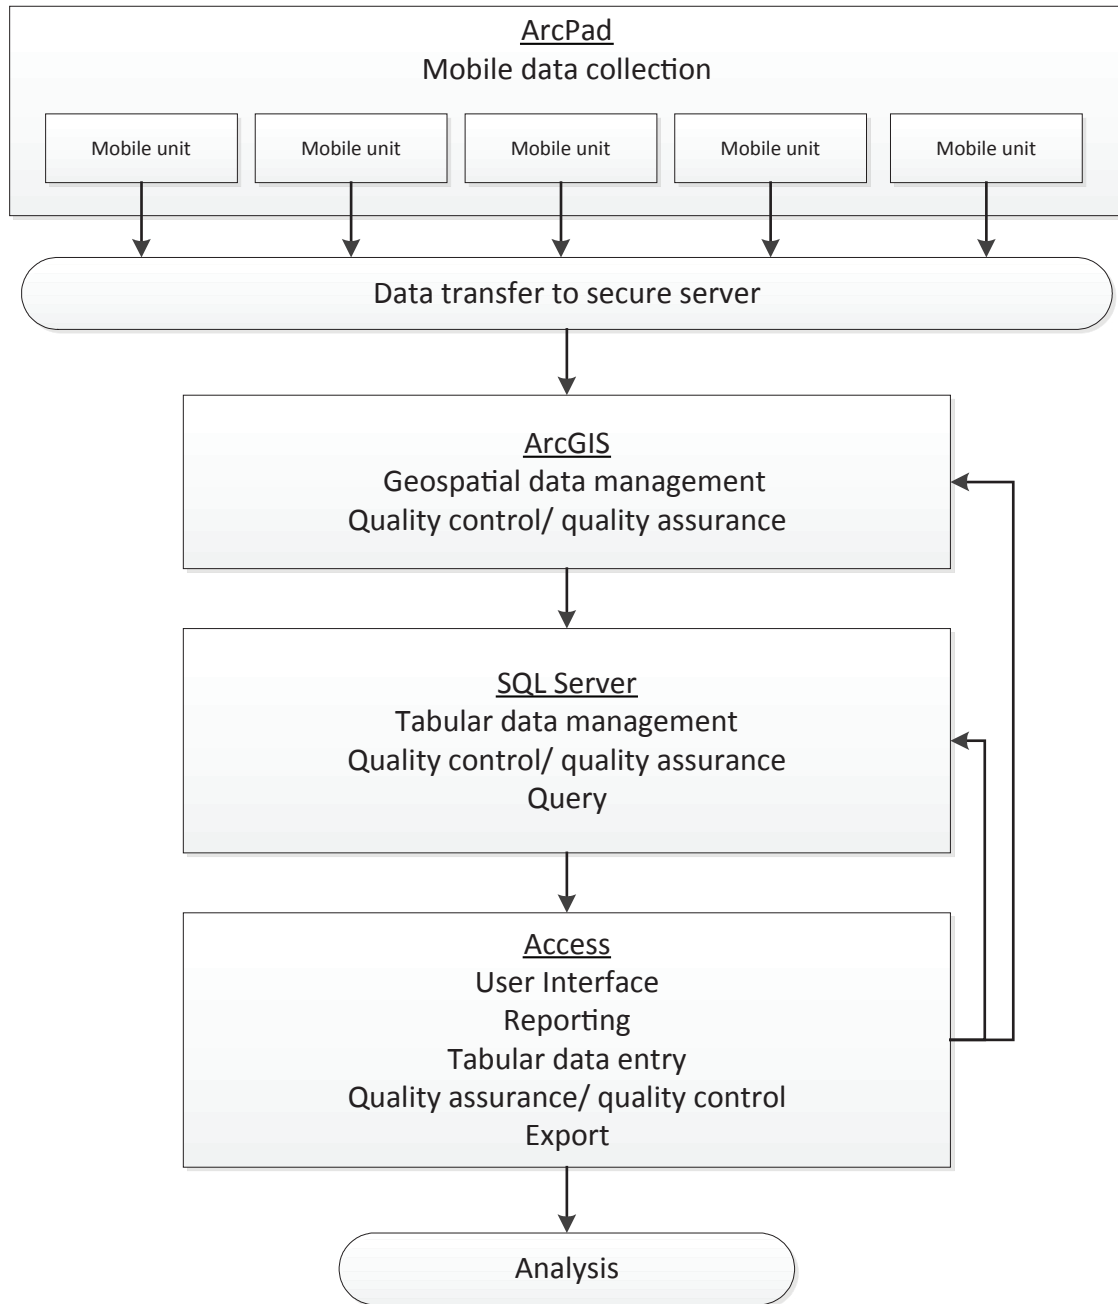 ArcPad
Mobile data collection
Mobile unit
Mobile unit
Mobile unit
Mobile unit
Mobile unit
Data transfer to secure server
ArcGIS
Geospatial data management
Quality control/ quality assurance
SQL Server
Tabular data management
Quality control/ quality assurance
Query
Access
User Interface
Reporting
Tabular data entry
Quality assurance/ quality control
Export
Analysis